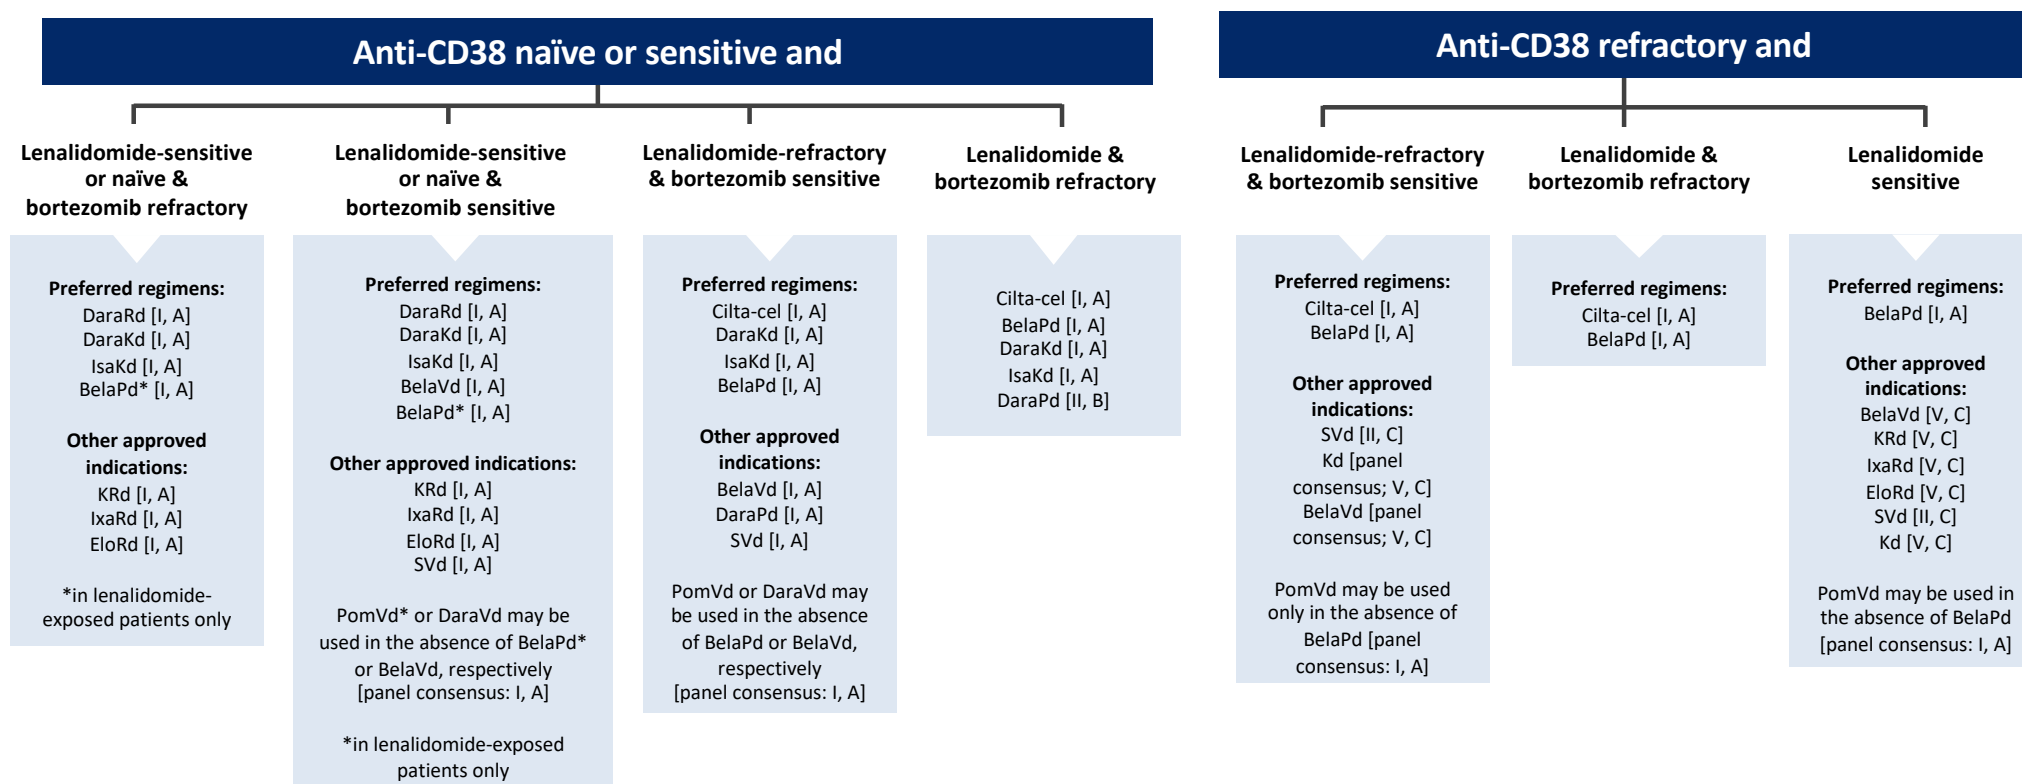 Anti-CD38 naïve or sensitive and
Lenalidomide-sensitive
or naïve &
bortezomib refractory
Preferred regimens:
DaraRd [I, A]
DaraKd [I, A]
IsaKd [I, A]
BelaPd* [I, A]
Other approved
indications:
KRd [I, A]
IxaRd [I, A]
EloRd [I, A]
*in lenalidomide-
exposed patients only
Lenalidomide-sensitive
or naïve &
bortezomib sensitive
Preferred regimens:
DaraRd [I, A]
DaraKd [I, A]
IsaKd [I, A]
BelaVd [I, A]
BelaPd* [I, A]
Other approved indications:
KRd [I, A]
IxaRd [I, A]
EloRd [I, A]
SVd [I, A]
PomVd* or DaraVd may be
used in the absence of BelaPd*
or BelaVd, respectively
[panel consensus: I, A]
*in lenalidomide-exposed
patients only
Lenalidomide-refractory
& bortezomib sensitive
Preferred regimens:
Cilta-cel [I, A]
DaraKd [I, A]
IsaKd [I, A]
BelaPd [I, A]
Other approved
indications:
BelaVd [I, A]
DaraPd [I, A]
SVd [I, A]
PomVd or DaraVd may
be used in the absence
of BelaPd or BelaVd,
respectively
[panel consensus: I, A]
Lenalidomide &
bortezomib refractory
Cilta-cel [I, A]
BelaPd [I, A]
DaraKd [I, A]
IsaKd [I, A]
DaraPd [II, B]
Anti-CD38 refractory and
Lenalidomide-refractory
& bortezomib sensitive
Preferred regimens:
Cilta-cel [I, A]
BelaPd [I, A]
Other approved
indications:
SVd [II, C]
Kd [panel
consensus; V, C]
BelaVd [panel
consensus; V, C]
PomVd may be used
only in the absence of
BelaPd [panel
consensus: I, A]
Lenalidomide &
bortezomib refractory
Preferred regimens:
Cilta-cel [I, A]
BelaPd [I, A]
Lenalidomide
sensitive
Preferred regimens:
BelaPd [I, A]
Other approved
indications:
BelaVd [V, C]
KRd [V, C]
IxaRd [V, C]
EloRd [V, C]
SVd [II, C]
Kd [V, C]
PomVd may be used in
the absence of BelaPd
[panel consensus: I, A]